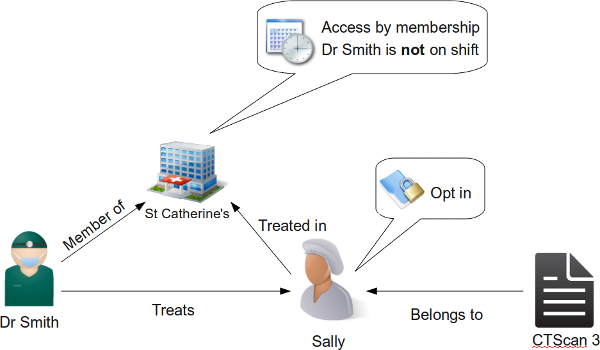 Access by membership
Dr Smith is not on shift
Member of
St Catherine's
Opt in
Treated in
Dr Smith
Treats
Sally
Belongs to
CTScan 3